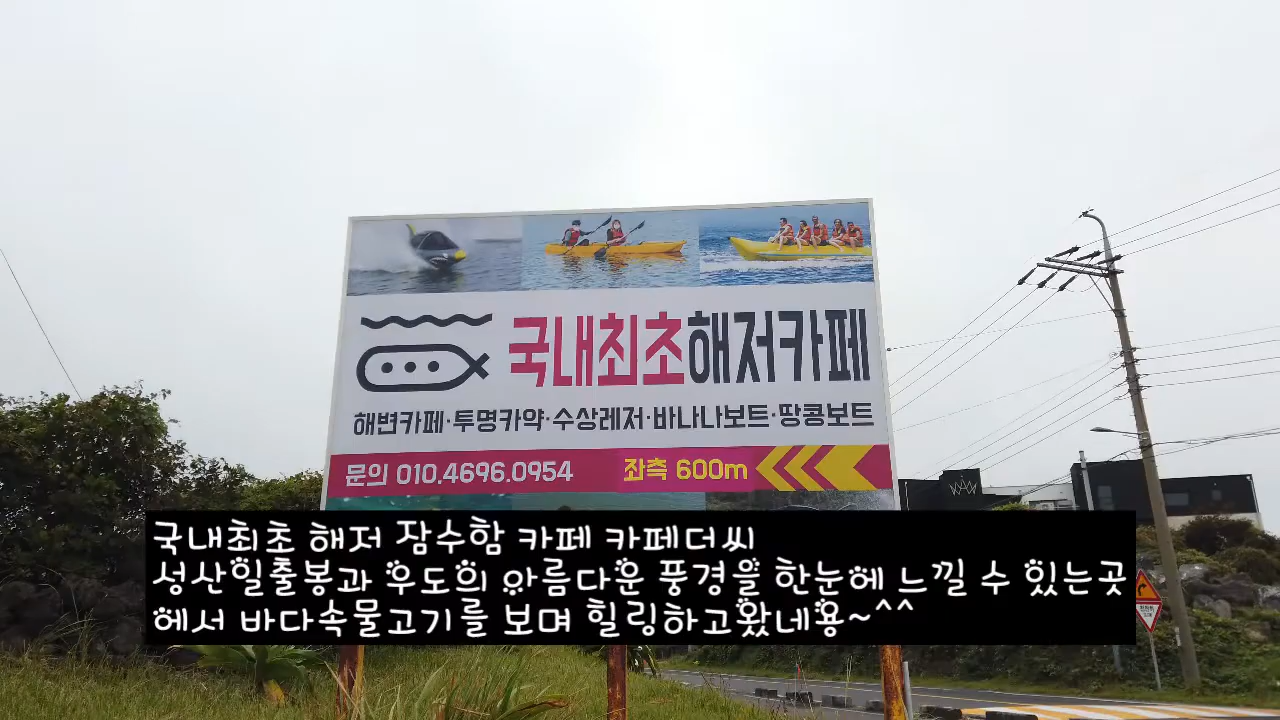 국내최초해저카페
해변카페·투명카약·수상레저·바나나보트·땅콩보트
문의 010.4696.0954 좌측 600m
국내최초 해저 잠수함 카페 카페더씨
성산일출봉과 우도의 아름다운 풍경을 한눈헤 느낄 수 있는곳
헤서 바다속물고기를 보며 힐링하고왔네용~^^